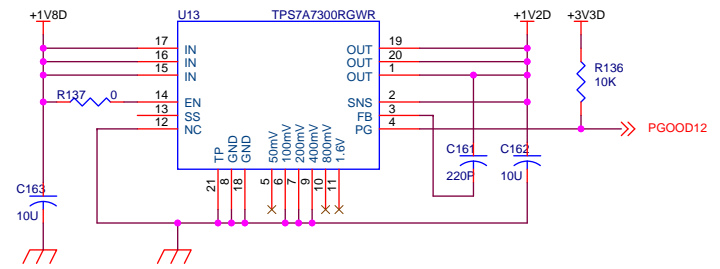 +1V8D
U13
TPS7A7300RGWR
+1V2D
+3V3D
17
IN
16
IN
15
IN
R137
0
14
EN
13
SS
12
NC
OUT
19
OUT
20
OUT
1
SNS
2
FB
3
PG
4
R136
10K
PGOOD12
TP
GND
GND
50mV
100mV
200mV
400mV
800mV
1.6V
21
8
18
5
6
7
9
10
11
C161
220P
C162
10U
C163
10U